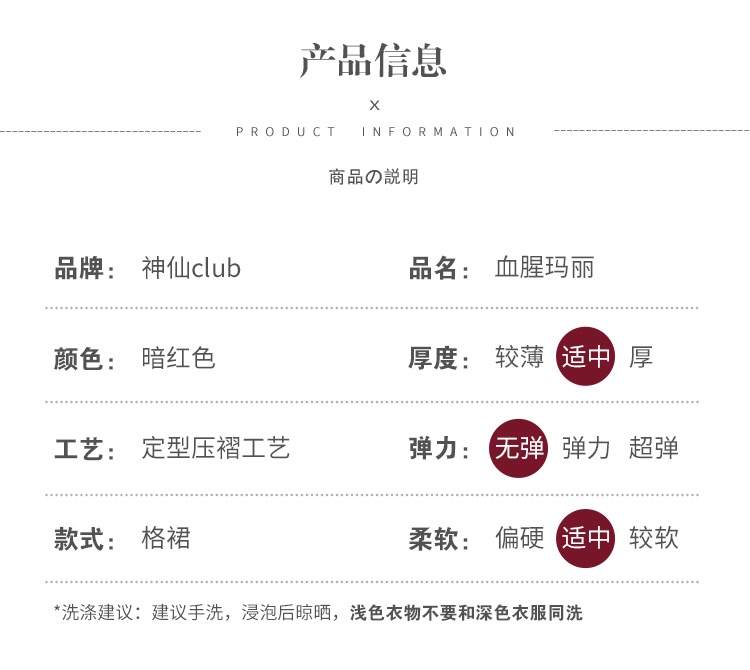 产品信息
x
PRODUCT INFORMATION
商品の説明
品牌： 神仙club 品名： 血腥玛丽
颜色： 暗红色 厚度： 较薄 适中 厚
工艺： 定型压褶工艺 弹力： 无弹 弹力 超弹
款式： 格裙 柔软： 偏硬 适中 较软
*洗涤建议：建议手洗，浸泡后晾晒，浅色衣物不要和深色衣服同洗